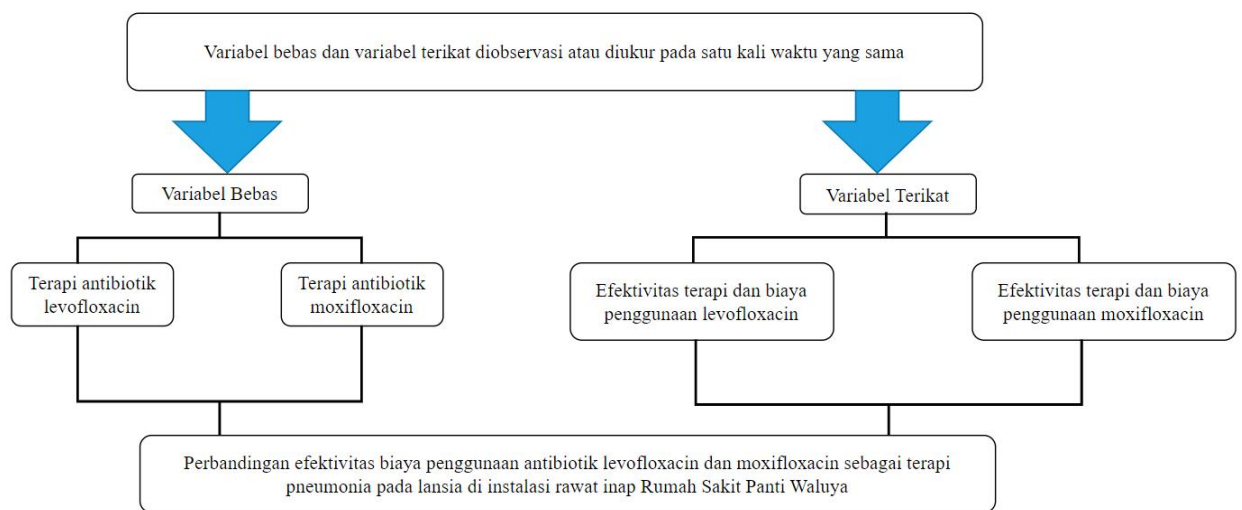 Variabel bebas dan variabel terikat diobservasi atau diukur pada satu kali waktu yang sama
Variabel Bebas
Variabel Terikat
Terapi antibiotik
levofloxacin
Terapi antibiotik
moxifloxacin
Efektivitas terapi dan biaya
penggunaan levofloxacin
Efektivitas terapi dan biaya
penggunaan moxifloxacin
Perbandingan efektivitas biaya penggunaan antibiotik levofloxacin dan moxifloxacin sebagai terapi
pneumonia pada lansia di instalasi rawat inap Rumah Sakit Panti Waluya